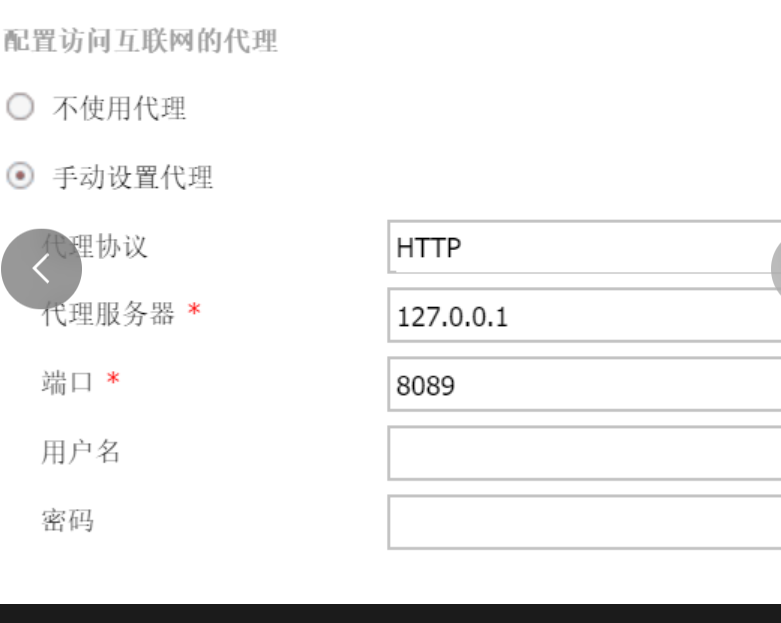 配置访问互联网的代理
不使用代理
手动设置代理
代理协议 HTTP
代理服务器 * 127.0.0.1
端口 * 8089
用户名
密码